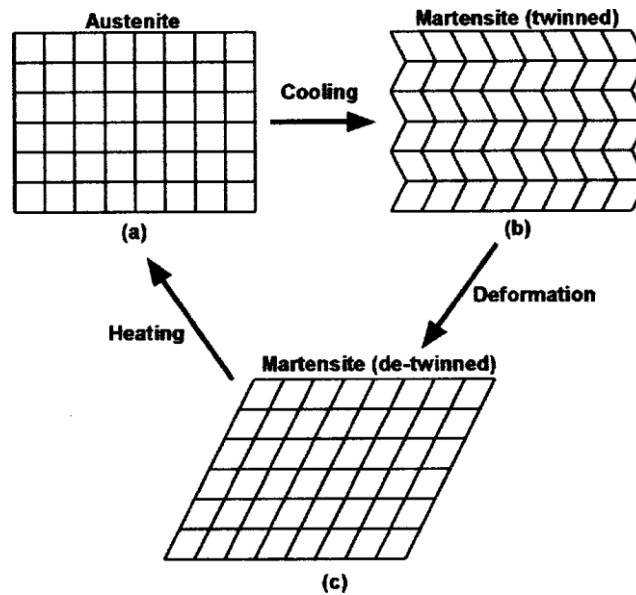 Austenite
Martensite (twinned)
Cooling
(a)
(b)
Deformation
Heating
Martensite (de-twinned)
(c)